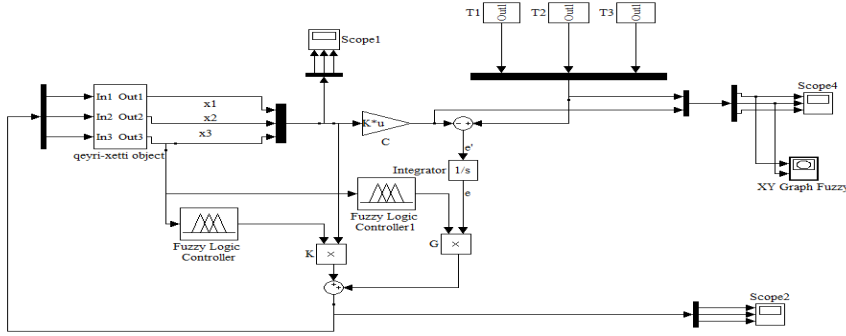 T1 Out1 T2 Out1 T3 Out1
Scope1
Scope4
In1 Out1
In2 Out2
In3 Out3
x1
x2
x3
qeyri-xetti object
K*u
C
- +
e'
Integrator 1/s
e
XY Graph Fuzzy
Fuzzy Logic
Controller1
Fuzzy Logic
Controller
K ×
G ×
+ +
Scope2